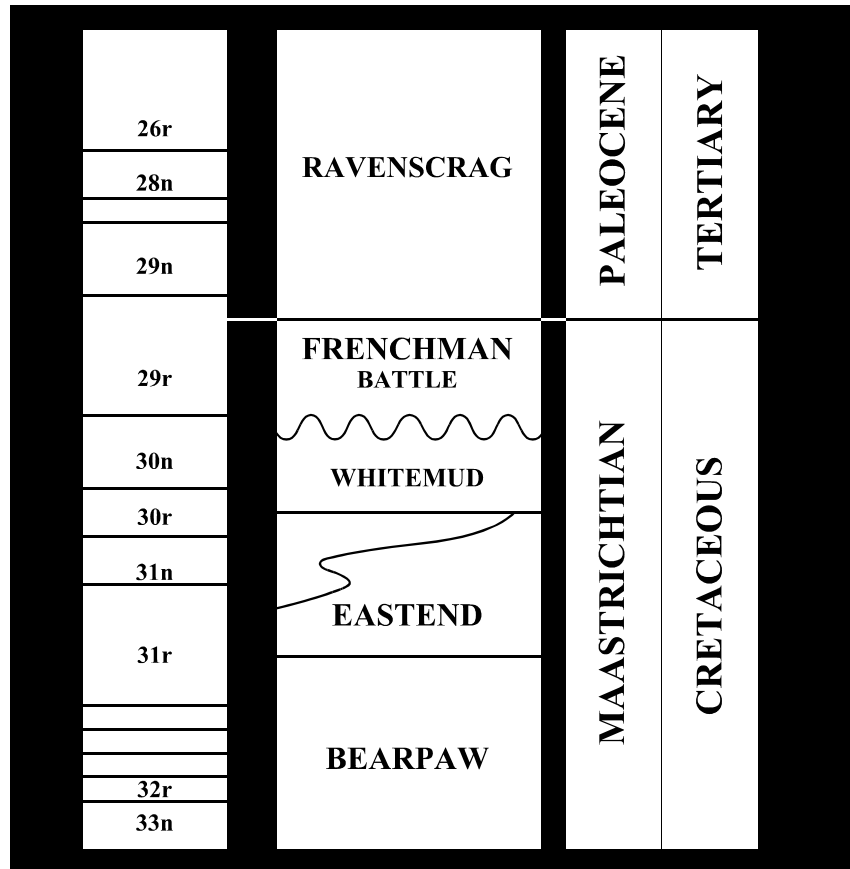 26r
28n
29n
29r
30n
30r
31n
31r
32r
33n
RAVENSCRAG
FRENCHMAN
BATTLE
WHITEMUD
EASTEND
BEARPAW
PALEOCENE
MAASTRICHTIAN
TERTIARY
CRETACEOUS